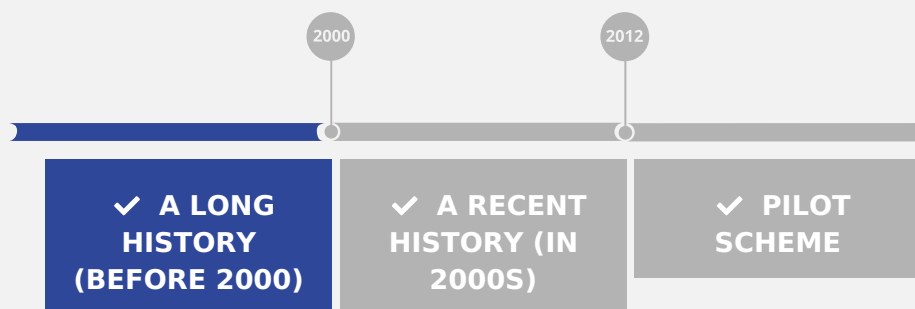 2000
2012
A LONG
HISTORY
(BEFORE 2000)
A RECENT
HISTORY (IN
2000S)
PILOT
SCHEME